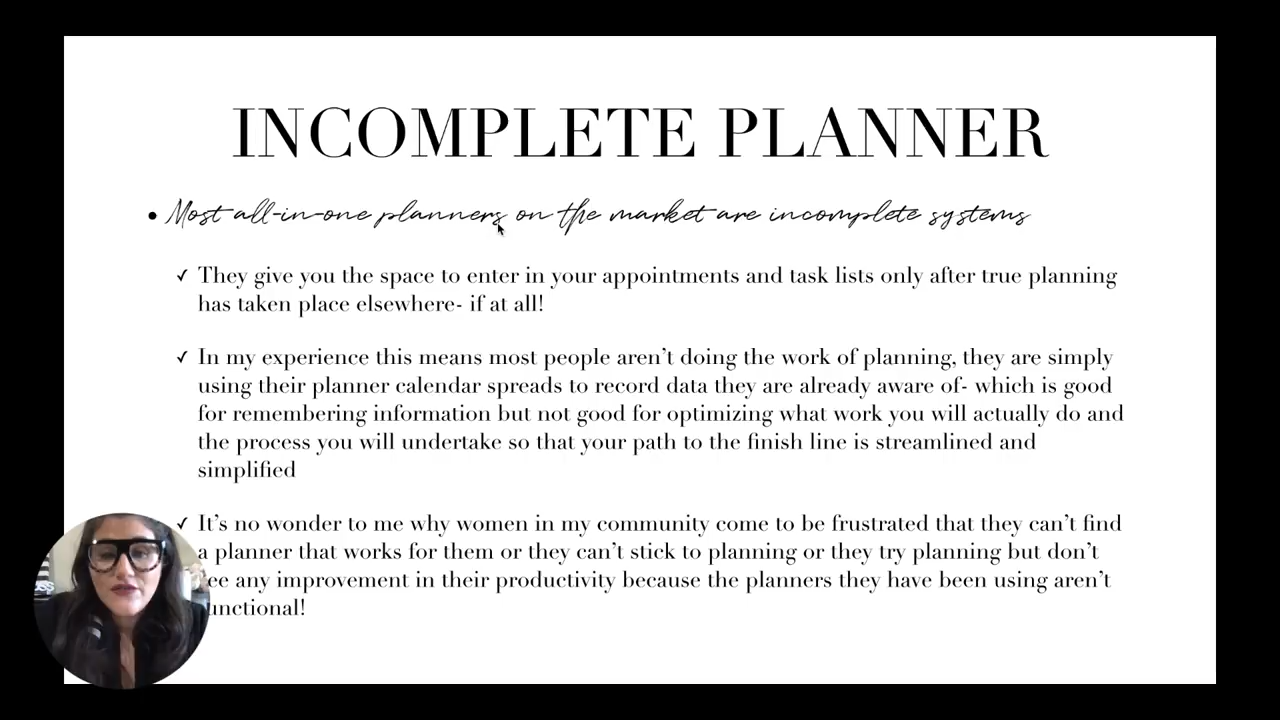 INCOMPLETE PLANNER
• Most all-in-one planners on the market are incomplete systems
✓ They give you the space to enter in your appointments and task lists only after true planning
has taken place elsewhere- if at all!
✓ In my experience this means most people aren’t doing the work of planning, they are simply
using their planner calendar spreads to record data they are already aware of- which is good
for remembering information but not good for optimizing what work you will actually do and
the process you will undertake so that your path to the finish line is streamlined and
simplified
✓ It’s no wonder to me why women in my community come to be frustrated that they can’t find
a planner that works for them or they can’t stick to planning or they try planning but don’t
ee any improvement in their productivity because the planners they have been using aren’t
unctional!